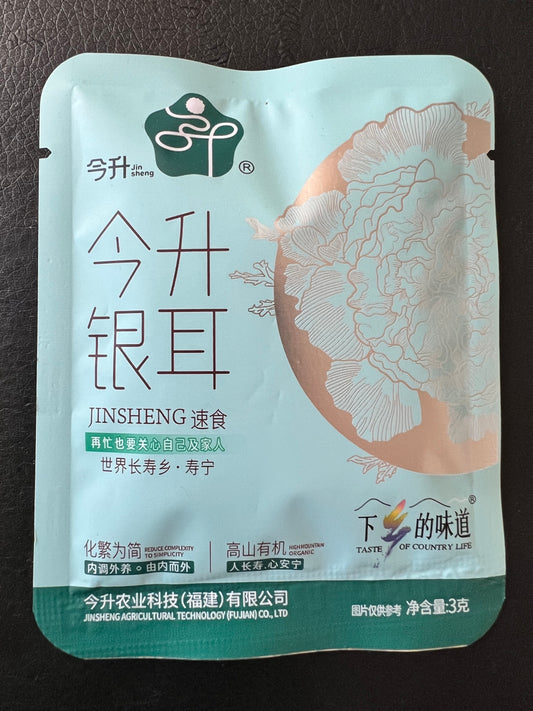 今升 Jin sheng ®
今升
银耳
JINSHENG 速食
再忙也要关心自己及家人
世界长寿乡·寿宁
下乡的味道®
TASTE OF COUNTRY LIFE
化繁为简 REDUCE COMPLEXITY TO SIMPLICITY
内调外养 由内而外
高山有机 HIGH MOUNTAIN ORGANIC
人长寿.心安宁
今升农业科技(福建)有限公司
JINSHENG AGRICULTURAL TECHNOLOGY (FUJIAN) CO., LTD
图片仅供参考 净含量:3克